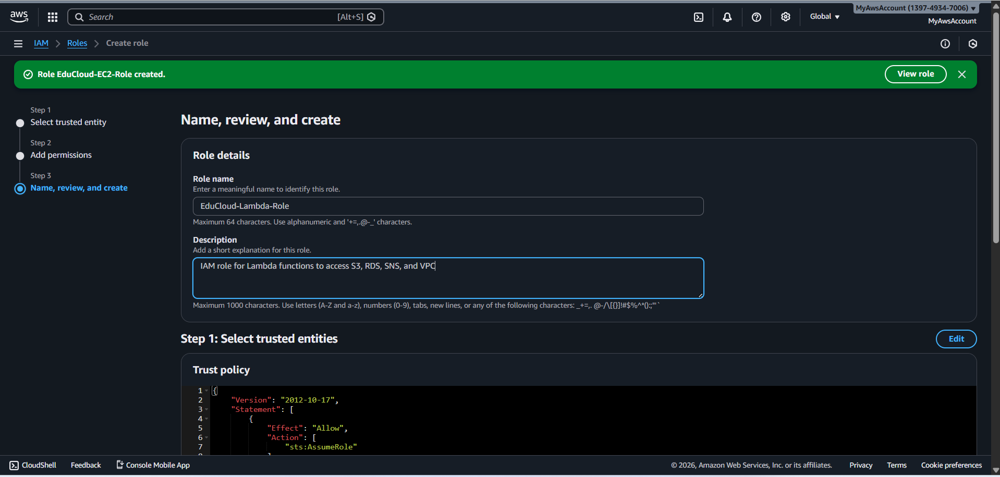 aws
Search [Alt+S]
Global
MyAwsAccount (1397-4934-7006)
MyAwsAccount
IAM
Roles
Create role
Role EduCloud-EC2-Role created.
View role
Step 1
Select trusted entity
Step 2
Add permissions
Step 3
Name, review, and create
Name, review, and create
Role details
Role name
Enter a meaningful name to identify this role.
EduCloud-Lambda-Role
Maximum 64 characters. Use alphanumeric and '+=,.@-_' characters.
Description
Add a short explanation for this role.
IAM role for Lambda functions to access S3, RDS, SNS, and VPC
Maximum 1000 characters. Use letters (A-Z and a-z), numbers (0-9), tabs, new lines, or any of the following characters: _+=,. @-/\[{}]!#$%^*();:'"`
Step 1: Select trusted entities
Edit
Trust policy
1 {
2 "Version": "2012-10-17",
3 "Statement": [
4 {
5 "Effect": "Allow",
6 "Action": [
7 "sts:AssumeRole"
8 ]
CloudShell
Feedback
Console Mobile App
© 2026, Amazon Web Services, Inc. or its affiliates.
Privacy
Terms
Cookie preferences